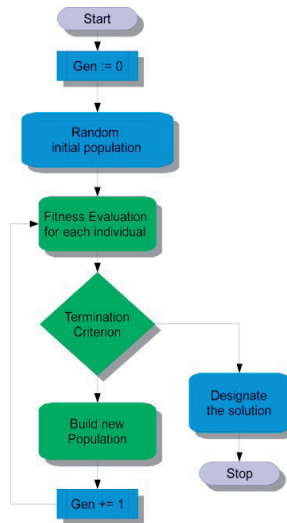 Start
Gen := 0
Random
initial population
Fitness Evaluation
for each individual
Termination
Criterion
Build new
Population
Gen += 1
Designate
the solution
Stop